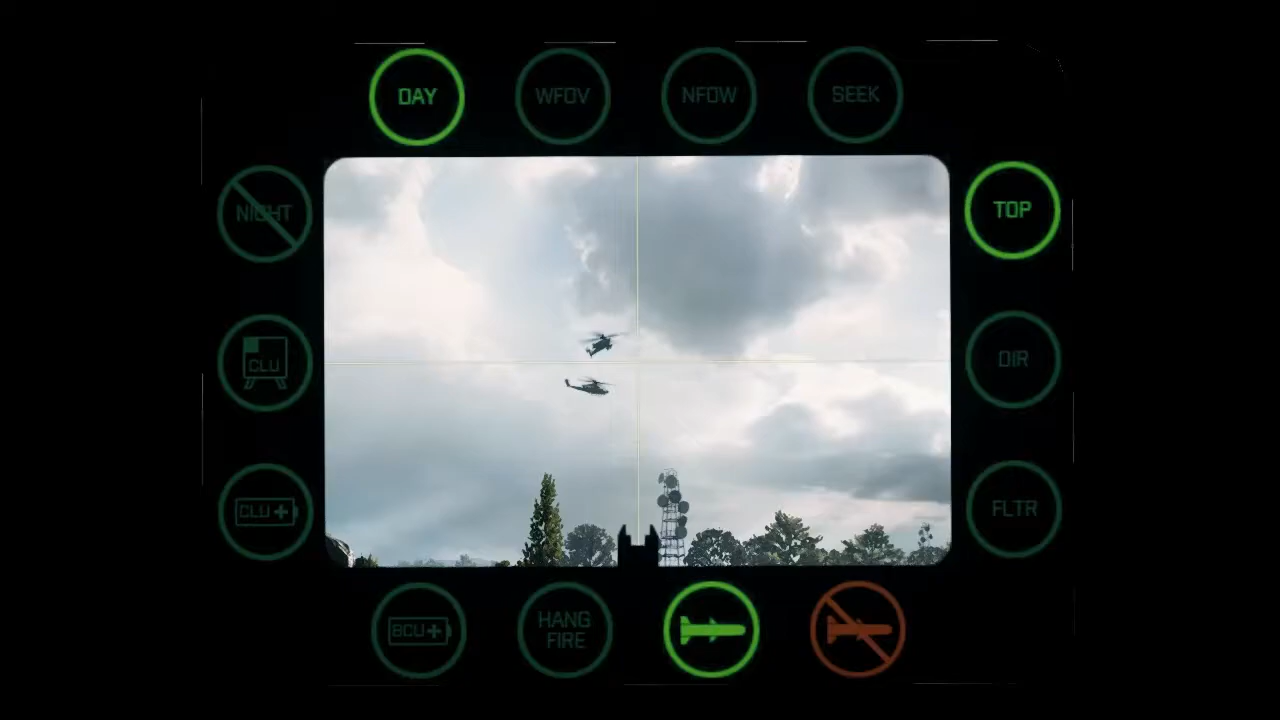 DAY
WFOV
NFOW
SEEK
NIGHT
TOP
CLU
DIR
CLU+
FLTR
BCU+
HANG
FIRE